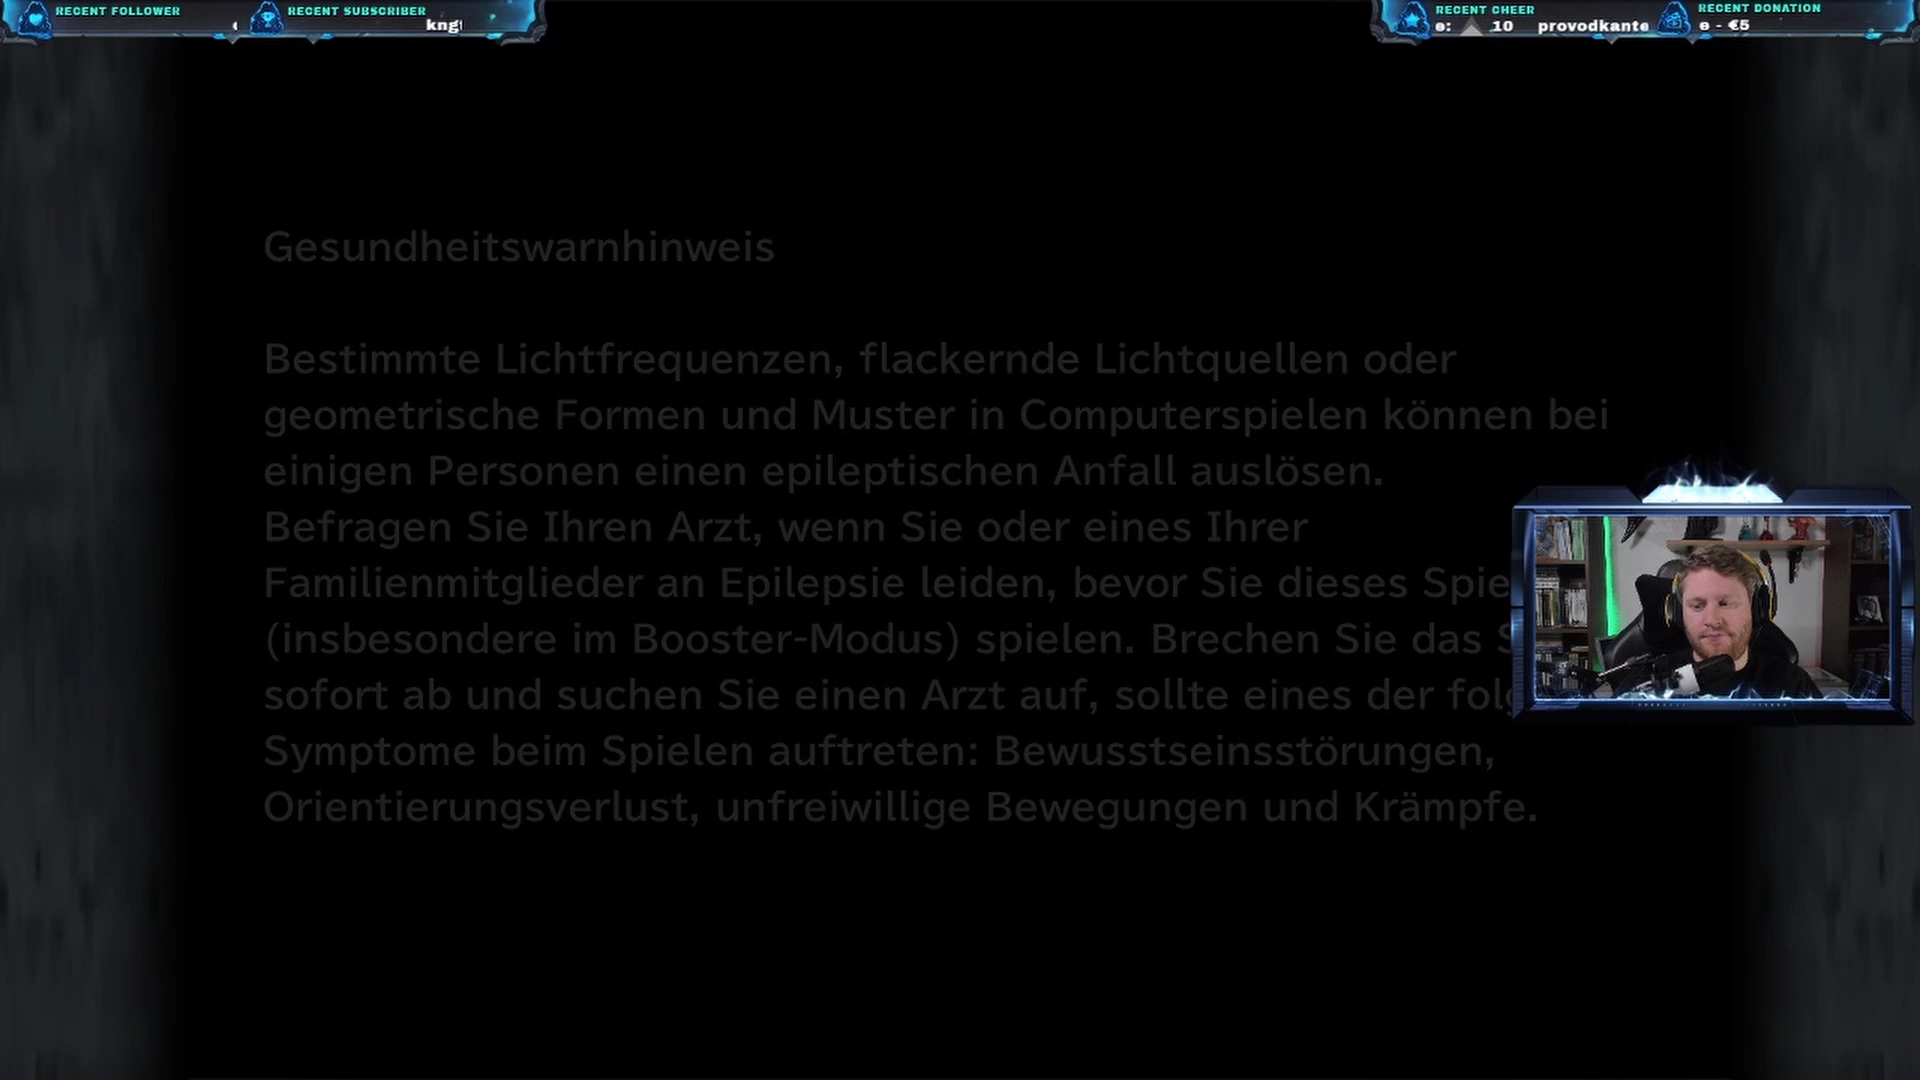 RECENT FOLLOWER
RECENT SUBSCRIBER
RECENT CHEER
e: 10 provodkante
RECENT DONATION
e - €5
Gesundheitswarnhinweis
Bestimmte Lichtfrequenzen, flackernde Lichtquellen oder
geometrische Formen und Muster in Computerspielen können bei
einigen Personen einen epileptischen Anfall auslösen.
Befragen Sie Ihren Arzt, wenn Sie oder eines Ihrer
Familienmitglieder an Epilepsie leiden, bevor Sie dieses Spie
(insbesondere im Booster-Modus) spielen. Brechen Sie das S
sofort ab und suchen Sie einen Arzt auf, sollte eines der folg
Symptome beim Spielen auftreten: Bewusstseinsstörungen,
Orientierungsverlust, unfreiwillige Bewegungen und Krämpfe.